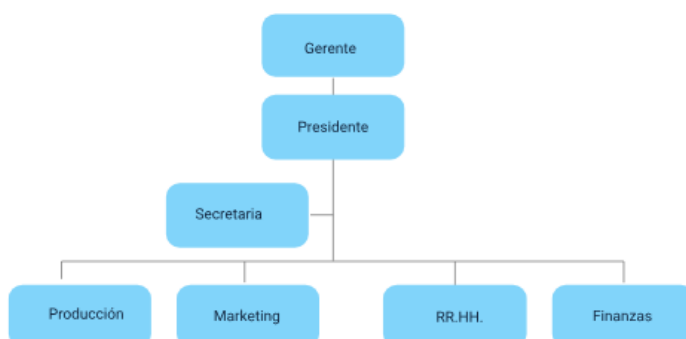 Gerente
Presidente
Secretaria
Producción
Marketing
RR.HH.
Finanzas